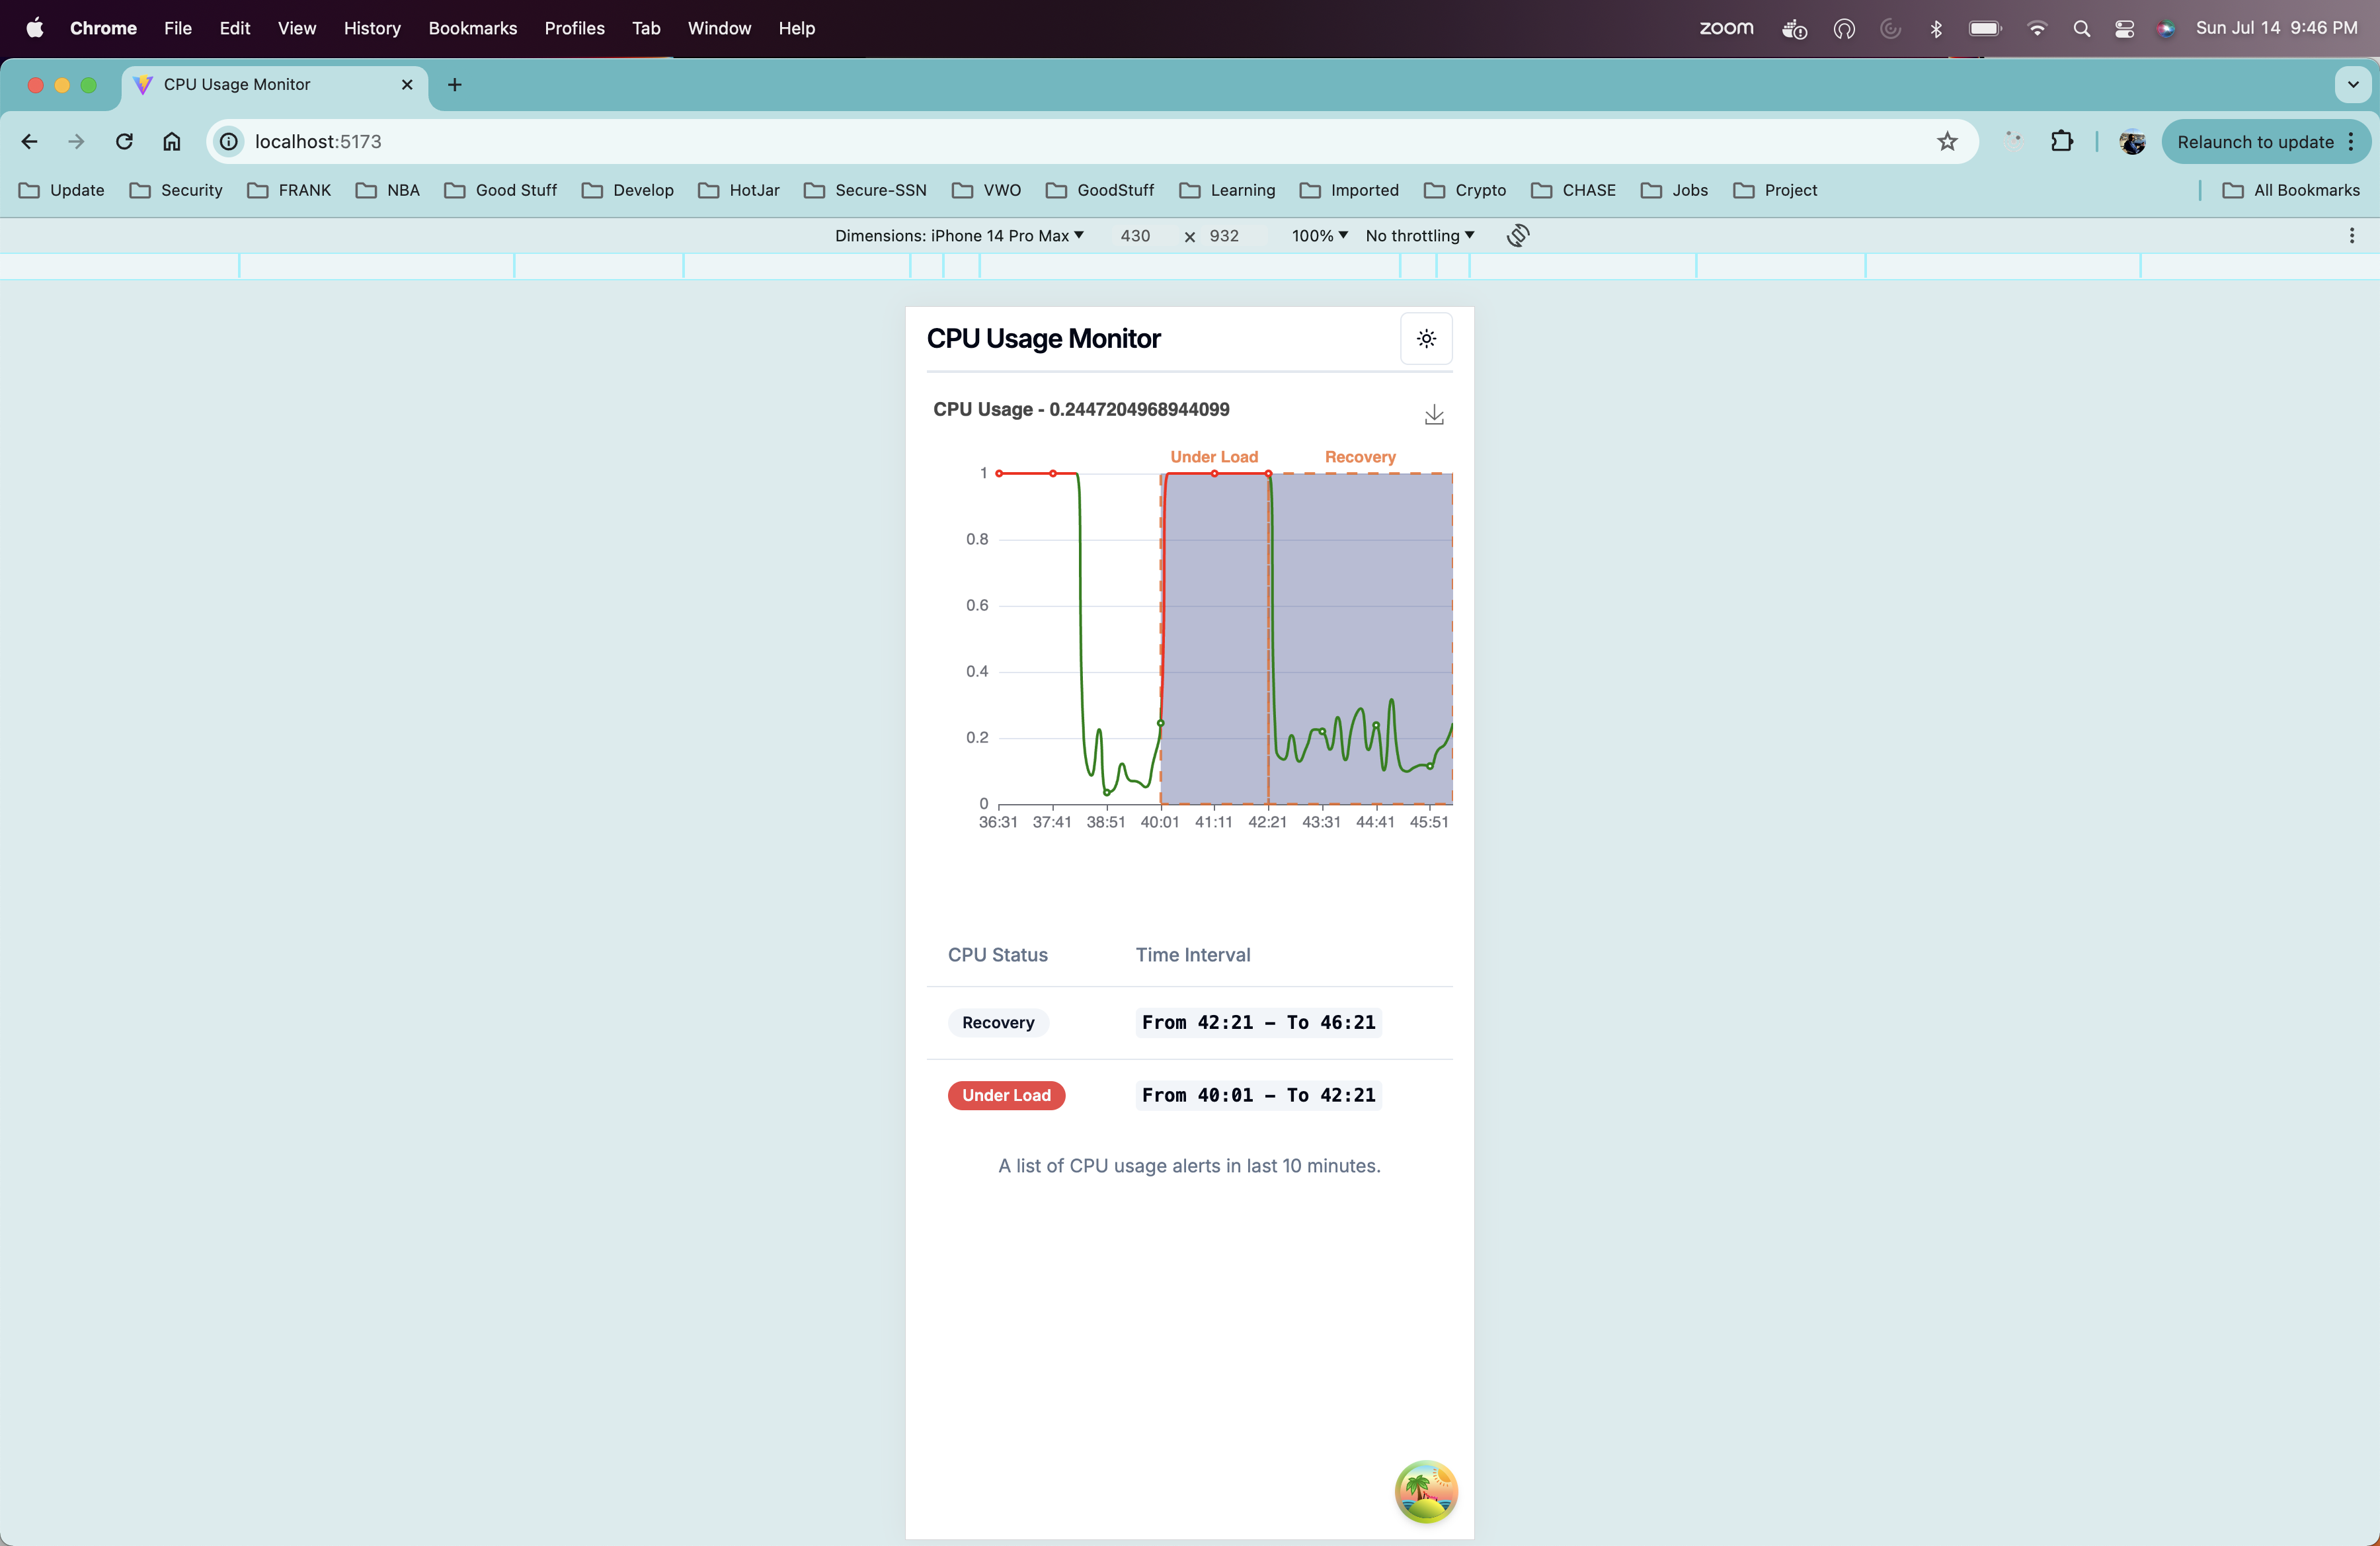 Chrome File Edit View History Bookmarks Profiles Tab Window Help zoom Sun Jul 14 9:46 PM
CPU Usage Monitor
localhost:5173 Relaunch to update
Update Security FRANK NBA Good Stuff Develop HotJar Secure-SSN VWO GoodStuff Learning Imported Crypto CHASE Jobs Project All Bookmarks
Dimensions: iPhone 14 Pro Max 430 x 932 100% No throttling
CPU Usage Monitor
CPU Usage - 0.2447204968944099
Under Load Recovery
1
0.8
0.6
0.4
0.2
0
36:31 37:41 38:51 40:01 41:11 42:21 43:31 44:41 45:51
CPU Status Time Interval
Recovery From 42:21 – To 46:21
Under Load From 40:01 – To 42:21
A list of CPU usage alerts in last 10 minutes.